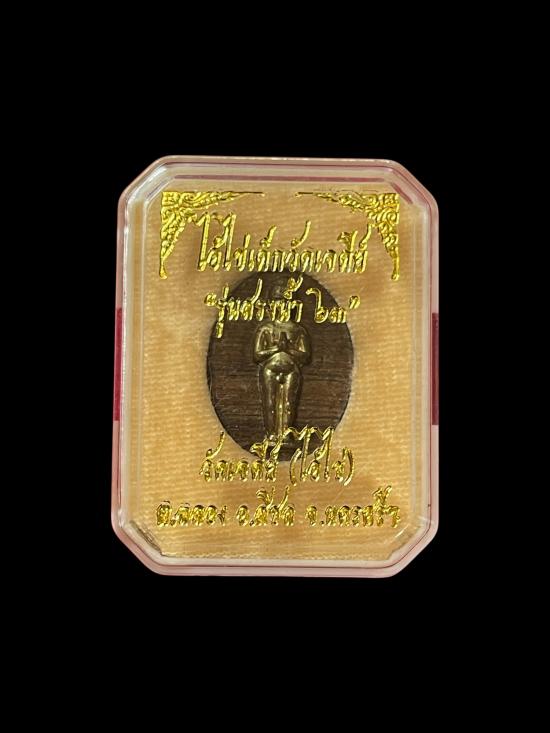 ไอ้ไข่เด็กวัดเจดีย์
"รุ่นสรงน้ำ ๖๓"
วัดเจดีย์ (ไอ้ไข่)
ต.ฉลอง อ.สิชล จ.นครศรีฯ